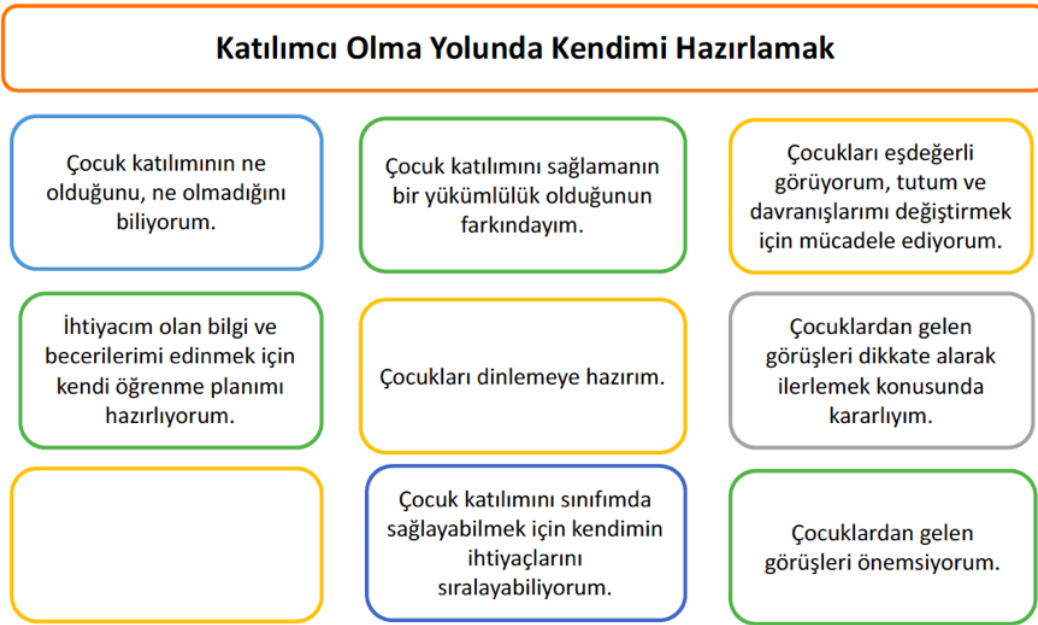 Katılımcı Olma Yolunda Kendimi Hazırlamak
Çocuk katılımının ne
olduğunu, ne olmadığını
biliyorum.
Çocuk katılımını sağlamanın
bir yükümlülük olduğunun
farkındayım.
Çocukları eşdeğerli
görüyorum, tutum ve
davranışlarımı değiştirmek
için mücadele ediyorum.
İhtiyacım olan bilgi ve
becerilerimi edinmek için
kendi öğrenme planımı
hazırlıyorum.
Çocukları dinlemeye hazırım.
Çocuklardan gelen
görüşleri dikkate alarak
ilerlemek konusunda
kararlıyım.
Çocuk katılımını sınıfımda
sağlayabilmek için kendimin
ihtiyaçlarını
sıralayabiliyorum.
Çocuklardan gelen
görüşleri önemsiyorum.